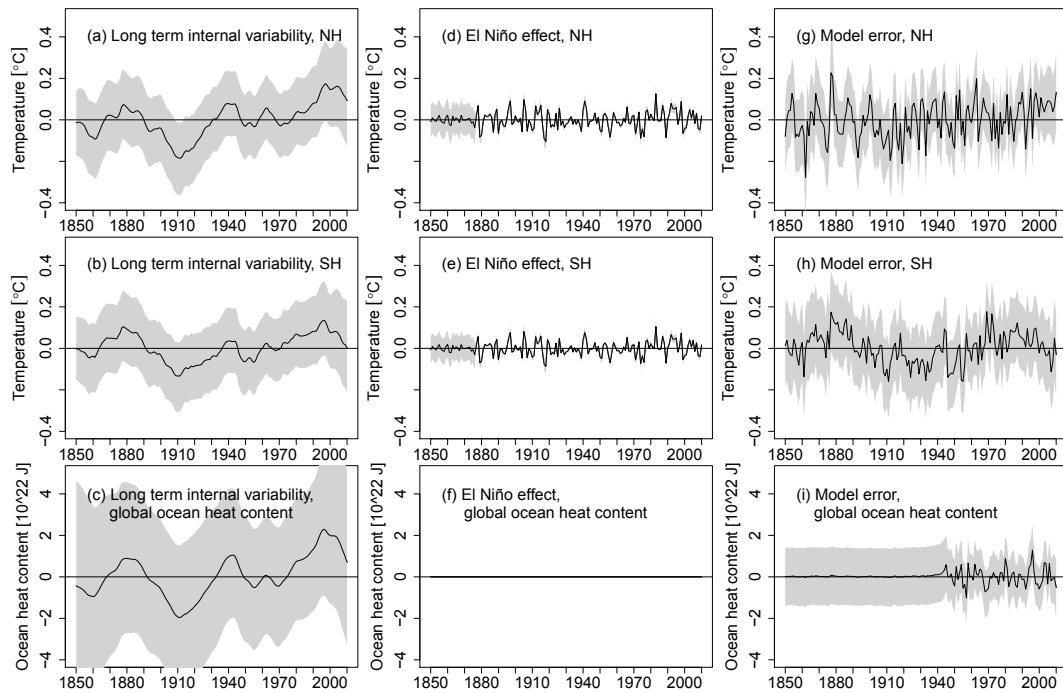 (a) Long term internal variability, NH
Temperature [°C]
0.4
0.2
0.0
−0.4
1850 1880 1910 1940 1970 2000
(d) El Niño effect, NH
Temperature [°C]
0.4
0.2
0.0
−0.4
1850 1880 1910 1940 1970 2000
(g) Model error, NH
Temperature [°C]
0.4
0.2
0.0
−0.4
1850 1880 1910 1940 1970 2000
(b) Long term internal variability, SH
Temperature [°C]
0.4
0.2
0.0
−0.4
1850 1880 1910 1940 1970 2000
(e) El Niño effect, SH
Temperature [°C]
0.4
0.2
0.0
−0.4
1850 1880 1910 1940 1970 2000
(h) Model error, SH
Temperature [°C]
0.4
0.2
0.0
−0.4
1850 1880 1910 1940 1970 2000
(c) Long term internal variability,
global ocean heat content
Ocean heat content [10^22 J]
4
2
0
−2
−4
1850 1880 1910 1940 1970 2000
(f) El Niño effect,
global ocean heat content
Ocean heat content [10^22 J]
4
2
0
−2
−4
1850 1880 1910 1940 1970 2000
(i) Model error,
global ocean heat content
Ocean heat content [10^22 J]
4
2
0
−2
−4
1850 1880 1910 1940 1970 2000